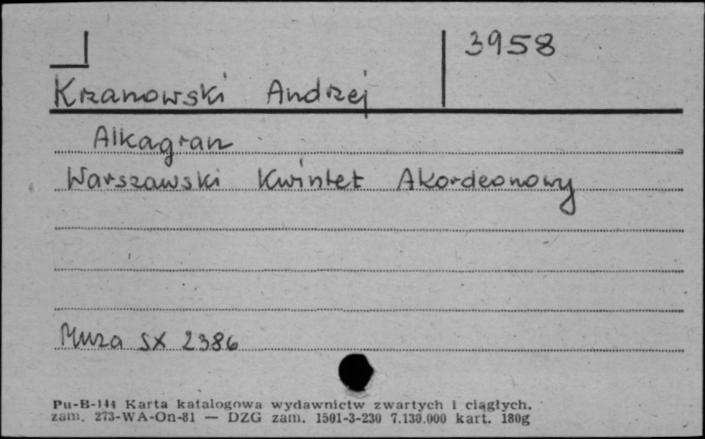 3958
Krzanowski Andrzej
Alkagran
Warszawski Kwintet Akordeonowy
Muza SX 2386
Pu-B-144 Karta katalogowa wydawnictw zwartych i ciągłych.
zam. 273-WA-On-81 — DZG zam. 1501-3-230 7.130.000 kart. 180g